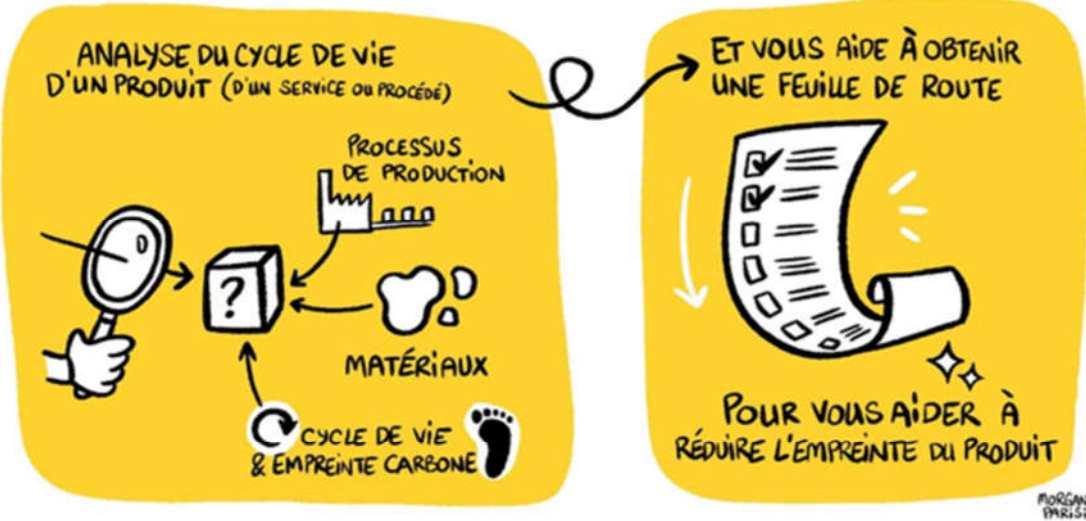 ANALYSE DU CYCLE DE ViE
D'UN PRODUiT (D'UN SERVICE OU PROCÉDÉ)
PROCESSUS
DE PRODUCTION
?
MATÉRiAUX
CYCLE DE ViE
& EMPREINTE CARBONE
ET VOUS AiDE À OBTENiR
UNE FEUiLLE DE ROUTE
POUR VOUS AiDER À
RÉDUiRE L'EMPREiNTE DU PRODUiT
MORGANE
PARiSi